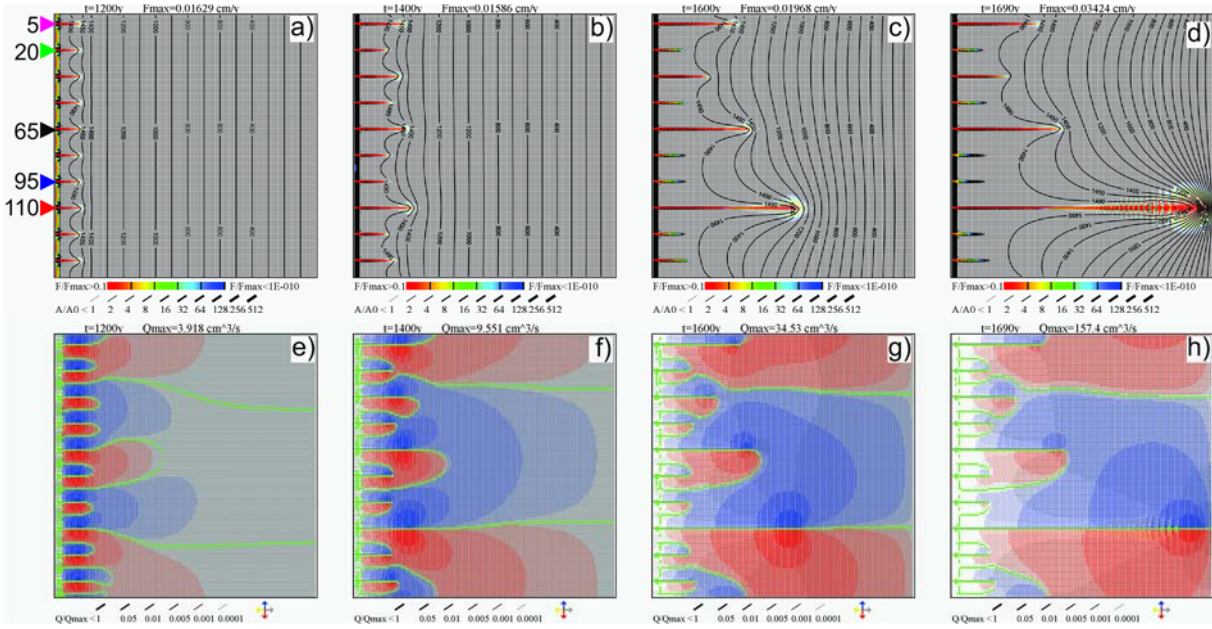 t=1200y Fmax=0.01629 cm/y
a)
t=1400y Fmax=0.01586 cm/y
b)
t=1600y Fmax=0.01968 cm/y
c)
t=1690y Fmax=0.03424 cm/y
d)
5
20
65
95
110
F/Fmax>0.1 F/Fmax<1E-010
A/A0 < 1 2 4 8 16 32 64 128 256 512
F/Fmax>0.1 F/Fmax<1E-010
A/A0 < 1 2 4 8 16 32 64 128 256 512
F/Fmax>0.1 F/Fmax<1E-010
A/A0 < 1 2 4 8 16 32 64 128 256 512
F/Fmax>0.1 F/Fmax<1E-010
A/A0 < 1 2 4 8 16 32 64 128 256 512
t=1200y Qmax=3.918 cm^3/s
e)
t=1400y Qmax=9.551 cm^3/s
f)
t=1600y Qmax=34.53 cm^3/s
g)
t=1690y Qmax=157.4 cm^3/s
h)
Q/Qmax <1 0.05 0.01 0.005 0.001 0.0001
Q/Qmax <1 0.05 0.01 0.005 0.001 0.0001
Q/Qmax <1 0.05 0.01 0.005 0.001 0.0001
Q/Qmax <1 0.05 0.01 0.005 0.001 0.0001